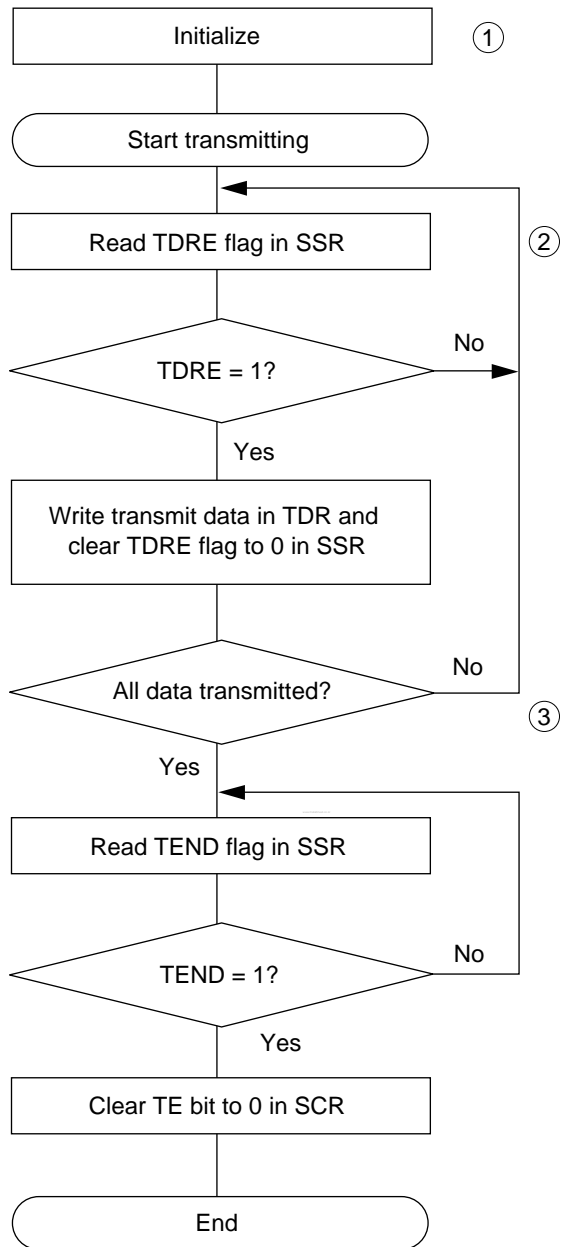 Initialize
①
Start transmitting
Read TDRE flag in SSR
②
TDRE = 1?
No
Yes
Write transmit data in TDR and
clear TDRE flag to 0 in SSR
All data transmitted?
No
③
Yes
Read TEND flag in SSR
TEND = 1?
No
Yes
Clear TE bit to 0 in SCR
End